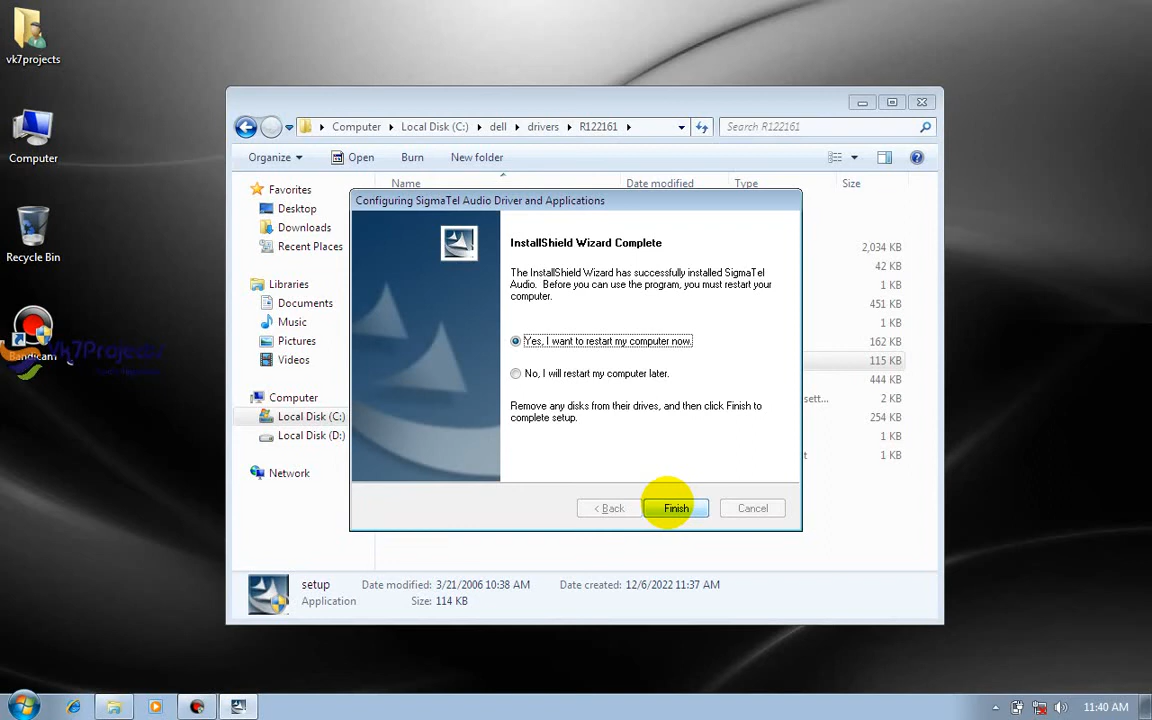 vk7projects
Computer
Recycle Bin
Bandicam
Vk7Projects
Computer
Local Disk (C:)
dell
drivers
R122161
Search R122161
Organize
Open
Burn
New folder
Name
Date modified
Type
Size
Favorites
Desktop
Downloads
Recent Places
Libraries
Documents
Music
Pictures
Videos
Computer
Local Disk (C:)
Local Disk (D:)
Network
Configuring SigmaTel Audio Driver and Applications
InstallShield Wizard Complete
The InstallShield Wizard has successfully installed SigmaTel
Audio. Before you can use the program, you must restart your
computer.
Yes, I want to restart my computer now.
No, I will restart my computer later.
Remove any disks from their drives, and then click Finish to
complete setup.
< Back
Finish
Cancel
2,034 KB
42 KB
1 KB
451 KB
1 KB
162 KB
115 KB
444 KB
sett... 2 KB
254 KB
1 KB
t 1 KB
setup
Date modified: 3/21/2006 10:38 AM
Date created: 12/6/2022 11:37 AM
Application
Size: 114 KB
11:40 AM